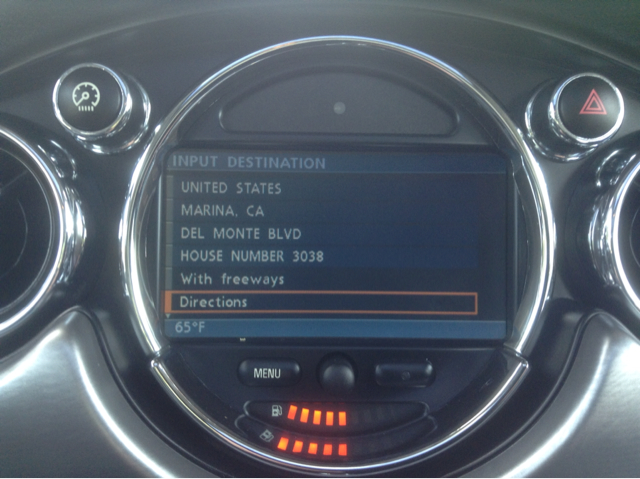 INPUT DESTINATION
UNITED STATES
MARINA, CA
DEL MONTE BLVD
HOUSE NUMBER 3038
With freeways
Directions
65°F
MENU